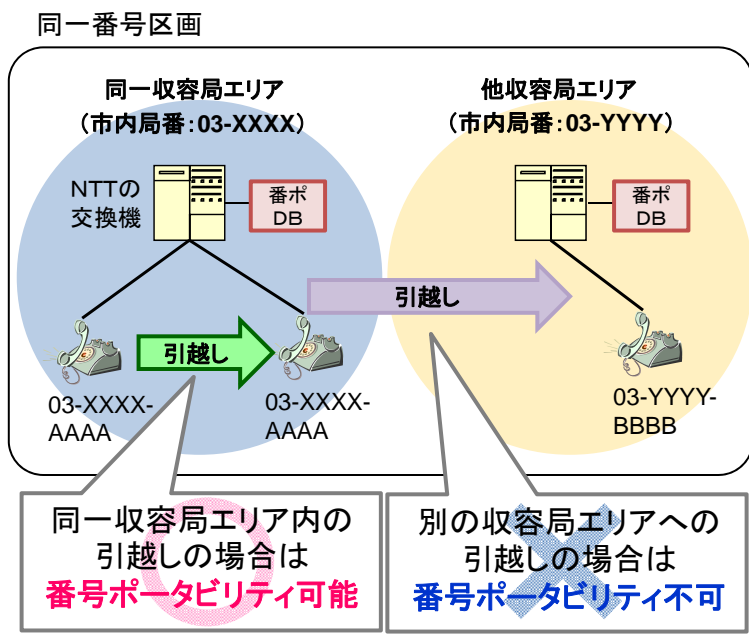 同一番号区画
同一収容局エリア
(市内局番:03-XXXX)
他収容局エリア
(市内局番:03-YYYY)
NTTの
交換機
番ポ
DB
番ポ
DB
引越し
引越し
03-XXXX-
AAAA
03-XXXX-
AAAA
03-YYYY-
BBBB
同一収容局エリア内の
引越しの場合は
番号ポータビリティ可能
別の収容局エリアへの
引越しの場合は
番号ポータビリティ不可